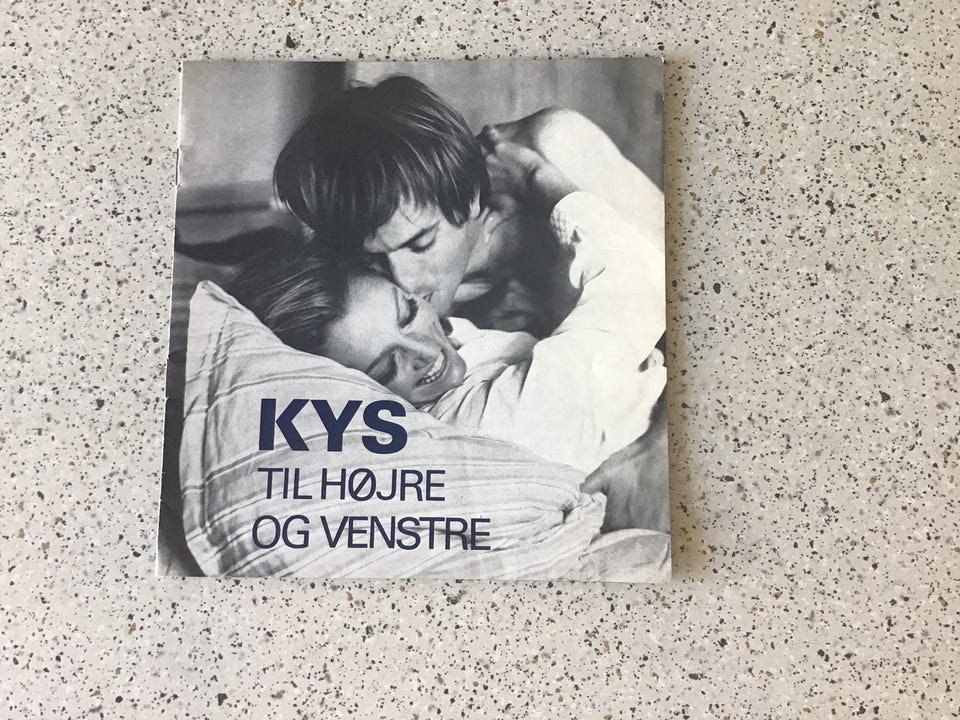 KYS
TIL HØJRE
OG VENSTRE